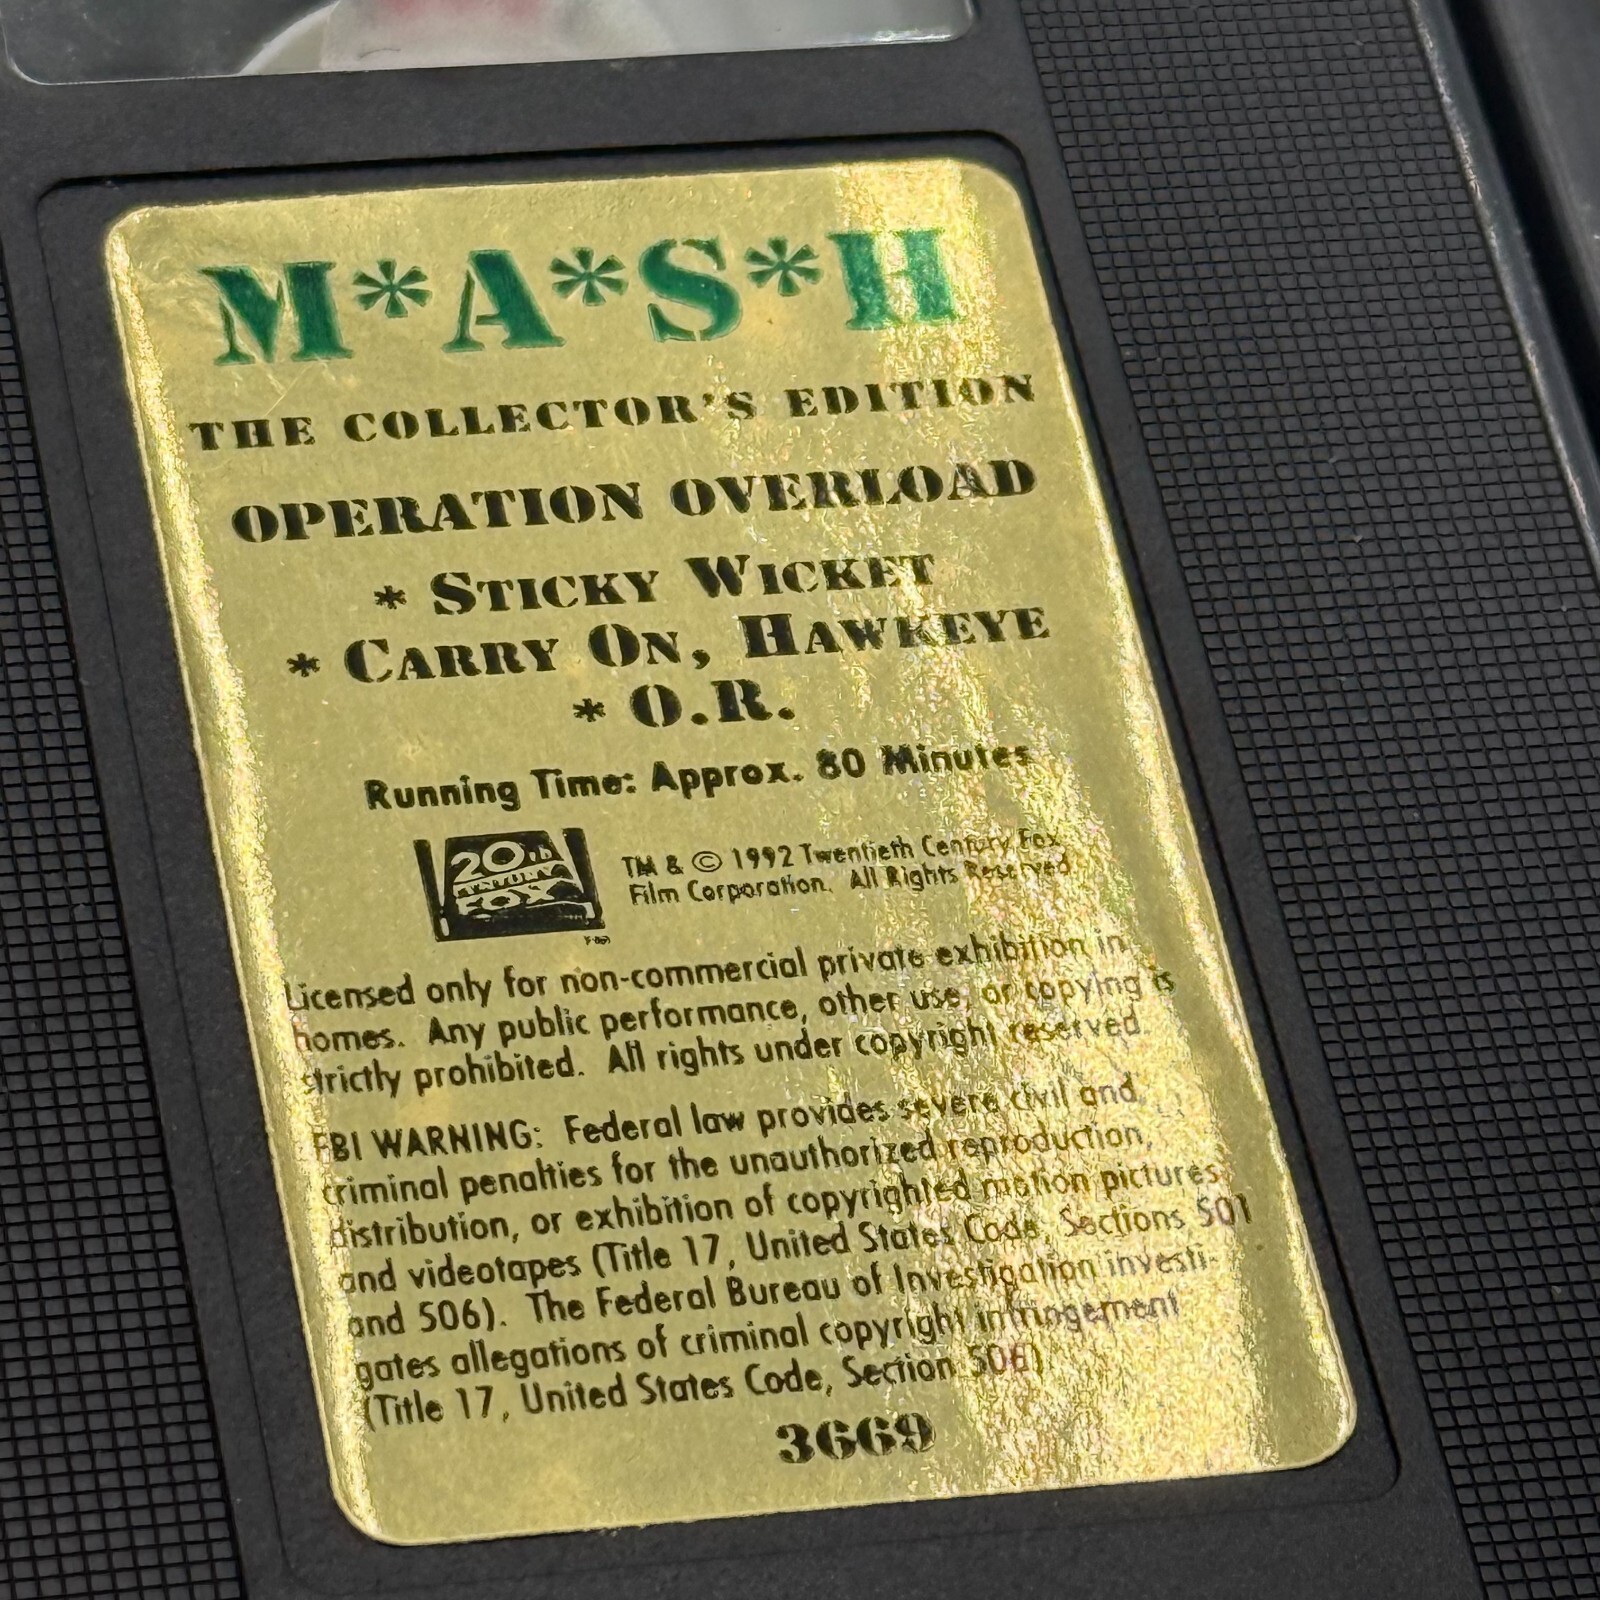 M*A*S*H
THE COLLECTOR'S EDITION
OPERATION OVERLOAD
* STICKY WICKET
* CARRY ON, HAWKEYE
* O.R.
Running Time: Approx. 80 Minutes
20th
CENTURY
FOX
TM & © 1992 Twentieth Century Fox
Film Corporation. All Rights Reserved
Licensed only for non-commercial private exhibition in
homes. Any public performance, other use, or copying is
strictly prohibited. All rights under copyright reserved.
FBI WARNING: Federal law provides severe civil and
criminal penalties for the unauthorized reproduction,
distribution, or exhibition of copyrighted motion pictures
and videotapes (Title 17, United States Code, Sections 501
and 506). The Federal Bureau of Investigation investi-
gates allegations of criminal copyright infringement
(Title 17, United States Code, Section 506)
3669